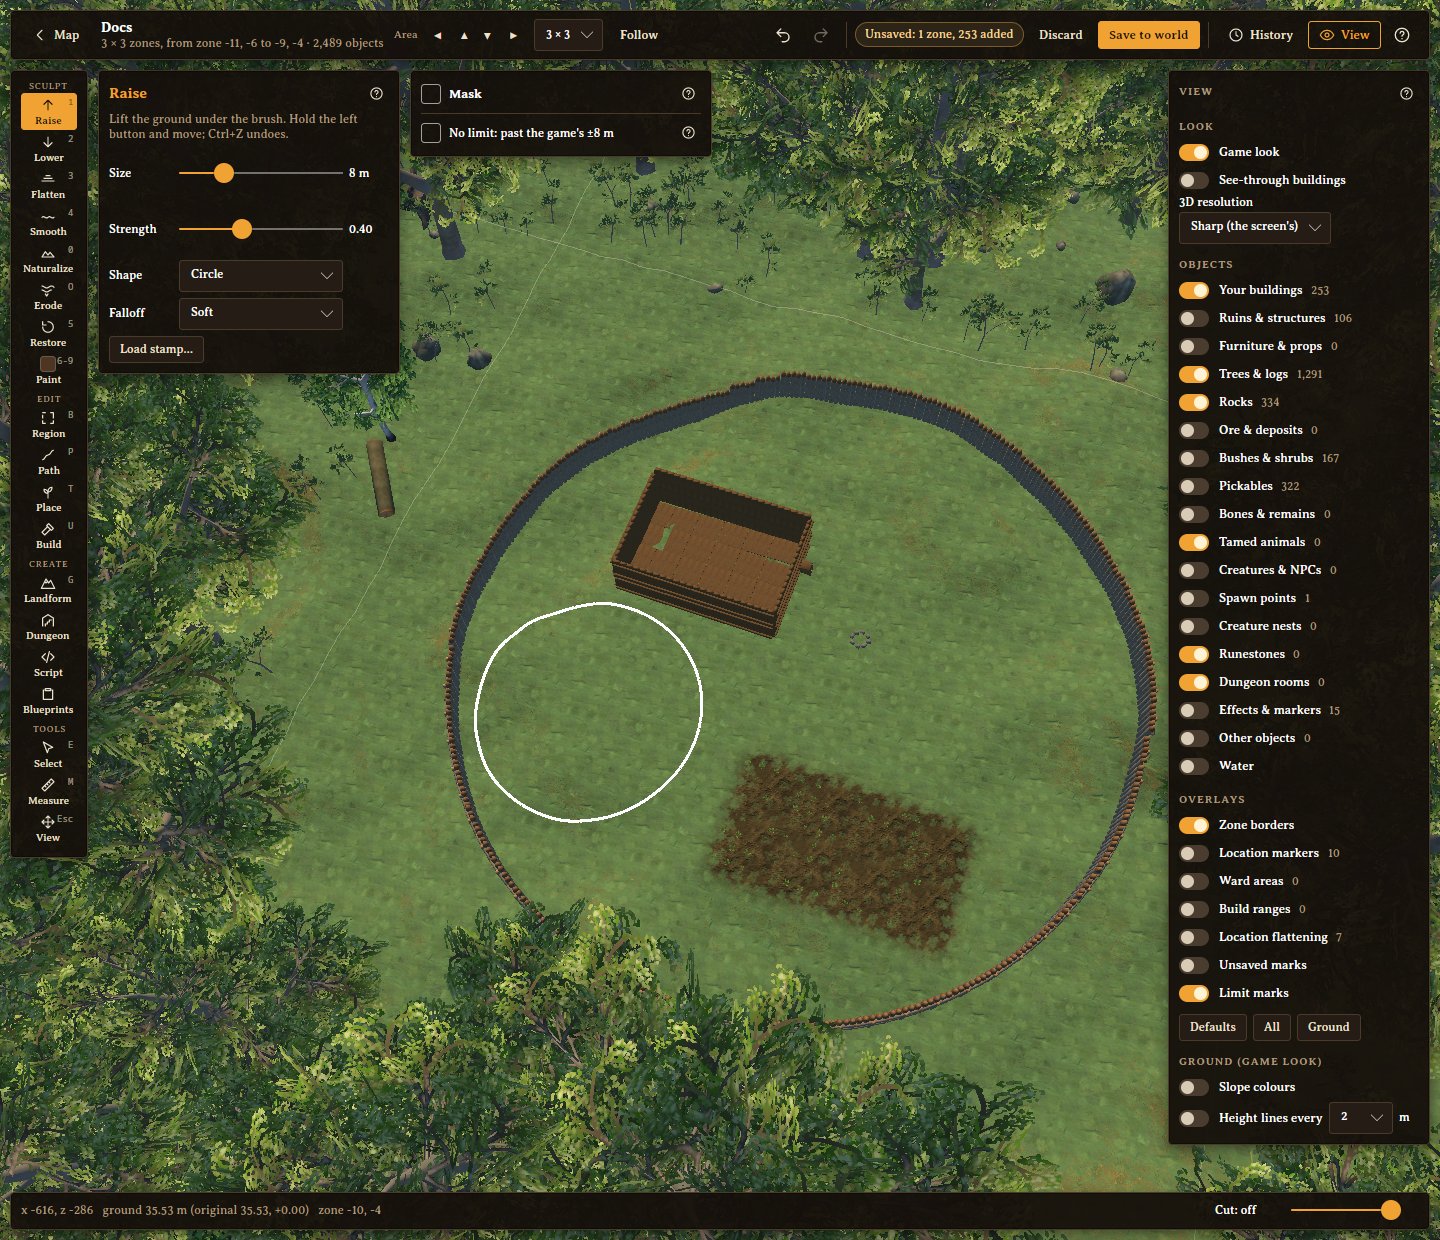 Map
Docs
3 × 3 zones, from zone -11, -6 to -9, -4 · 2,489 objects
Area
3 × 3
Follow
Unsaved: 1 zone, 253 added
Discard
Save to world
History
View
SCULPT
1
Raise
2
Lower
3
Flatten
4
Smooth
0
Naturalize
O
Erode
5
Restore
6-9
Paint
EDIT
B
Region
P
Path
T
Place
U
Build
CREATE
G
Landform
Dungeon
Script
Blueprints
TOOLS
E
Select
M
Measure
Esc
View
Raise
Lift the ground under the brush. Hold the left
button and move; Ctrl+Z undoes.
Size 8 m
Strength 0.40
Shape Circle
Falloff Soft
Load stamp...
Mask
No limit: past the game's ±8 m
VIEW
LOOK
Game look
See-through buildings
3D resolution
Sharp (the screen's)
OBJECTS
Your buildings 253
Ruins & structures 106
Furniture & props 0
Trees & logs 1,291
Rocks 334
Ore & deposits 0
Bushes & shrubs 167
Pickables 322
Bones & remains 0
Tamed animals 0
Creatures & NPCs 0
Spawn points 1
Creature nests 0
Runestones 0
Dungeon rooms 0
Effects & markers 15
Other objects 0
Water
OVERLAYS
Zone borders
Location markers 10
Ward areas 0
Build ranges 0
Location flattening 7
Unsaved marks
Limit marks
Defaults All Ground
GROUND (GAME LOOK)
Slope colours
Height lines every 2 m
x -616, z -286 ground 35.53 m (original 35.53, +0.00) zone -10, -4
Cut: off